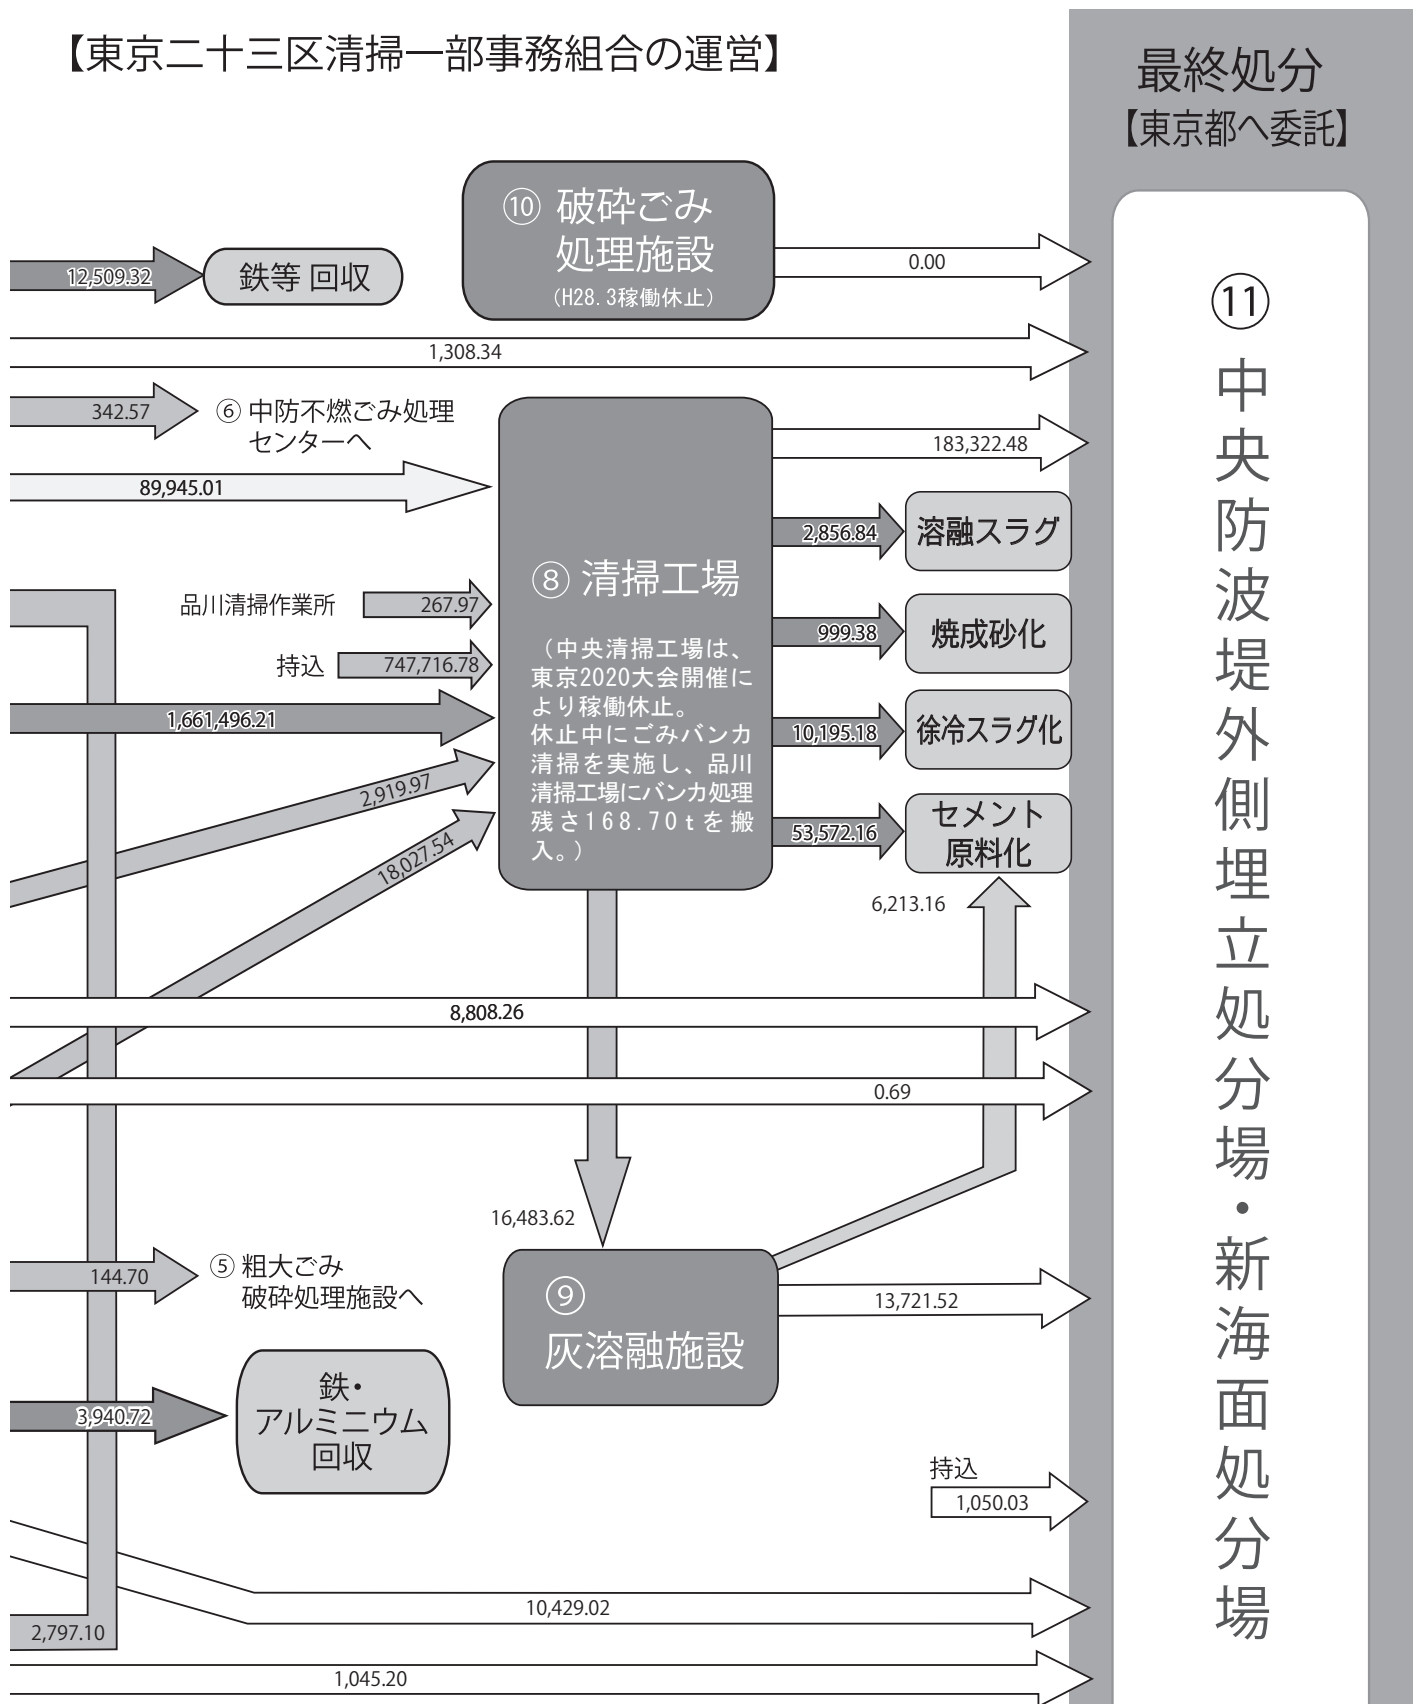 【東京二十三区清掃一部事務組合の運営】
最終処分
【東京都へ委託】
⑩ 破砕ごみ
処理施設
（H28.3稼働休止）
0.00
12,509.32
鉄等 回収
1,308.34
342.57
⑥ 中防不燃ごみ処理
センターへ
89,945.01
183,322.48
2,856.84
溶融スラグ
⑧ 清掃工場
品川清掃作業所
267.97
999.38
焼成砂化
持込
747,716.78
（中央清掃工場は、
東京2020大会開催に
より稼働休止。
休止中にごみバンカ
清掃を実施し、品川
清掃工場にバンカ処理
残さ168.70tを搬
入。）
1,661,496.21
10,195.18
徐冷スラグ化
2,919.97
18,027.54
53,572.16
セメント
原料化
6,213.16
8,808.26
0.69
16,483.62
144.70
⑤ 粗大ごみ
破砕処理施設へ
⑨
灰溶融施設
13,721.52
3,940.72
鉄・
アルミニウム
回収
持込
1,050.03
10,429.02
2,797.10
1,045.20
⑪
中央防波堤外側埋立処分場・新海面処分場